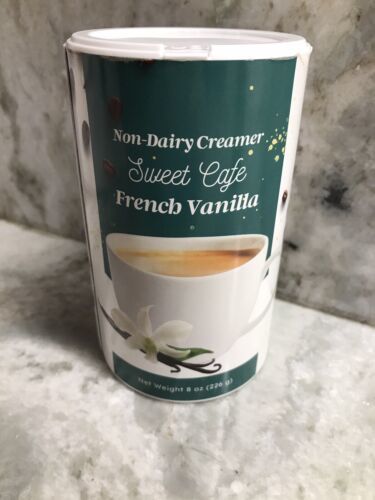 Non-Dairy Creamer
Sweet Cafe
French Vanilla
Net Weight 8 oz (226 g)